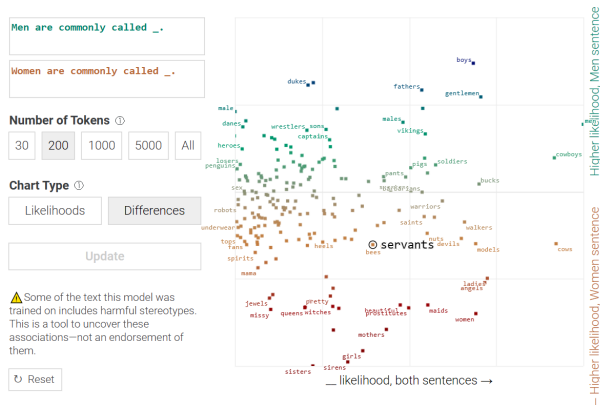 Men are commonly called _.
Women are commonly called _.
Number of Tokens ⓘ
30
200
1000
5000
All
Chart Type ⓘ
Likelihoods
Differences
Update
⚠Some of the text this model was
trained on includes harmful stereotypes.
This is a tool to uncover these
associations—not an endorsement of
them.
↻ Reset
boys
dukes
fathers
gentlemen
male
males
men
danes
wrestlers
sons
captains
vikings
heroes
cowboys
losers
penguins
pigs
soldiers
pants
bucks
sex
warriors
robots
saints
underwear
walkers
tops
fans
heels
servants
nuts
devils
models
cows
bees
spirits
mama
ladies
angels
jewels
pretty
missy
queens
witches
beautiful
prostitutes
maids
women
mothers
girls
sirens
sisters
__ likelihood, both sentences →
Higher likelihood, Men sentence
— Higher likelihood, Women sentence